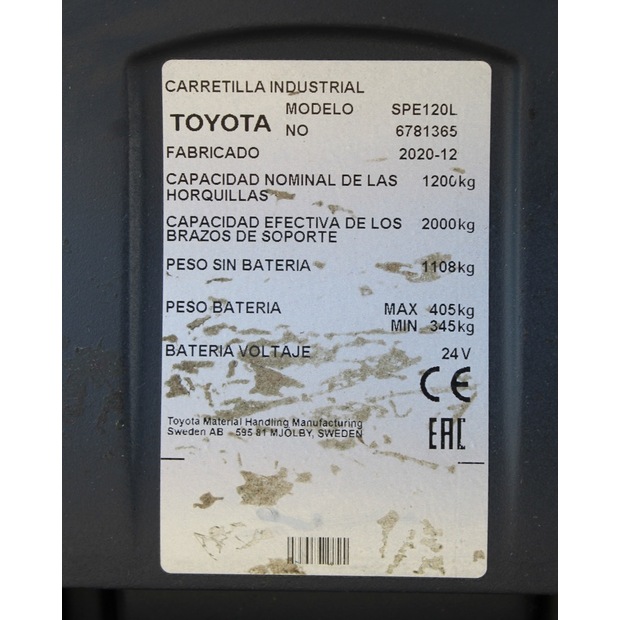 CARRETILLA INDUSTRIAL
MODELO SPE120L
TOYOTA NO 6781365
FABRICADO 2020-12
CAPACIDAD NOMINAL DE LAS 1200kg
HORQUILLAS
CAPACIDAD EFECTIVA DE LOS 2000kg
BRAZOS DE SOPORTE
PESO SIN BATERIA 1108kg
PESO BATERIA MAX 405kg
MIN 345kg
BATERIA VOLTAJE 24V
CE
Toyota Material Handling Manufacturing
Sweden AB - 595 81 MJÖLBY, SWEDEN
EAC